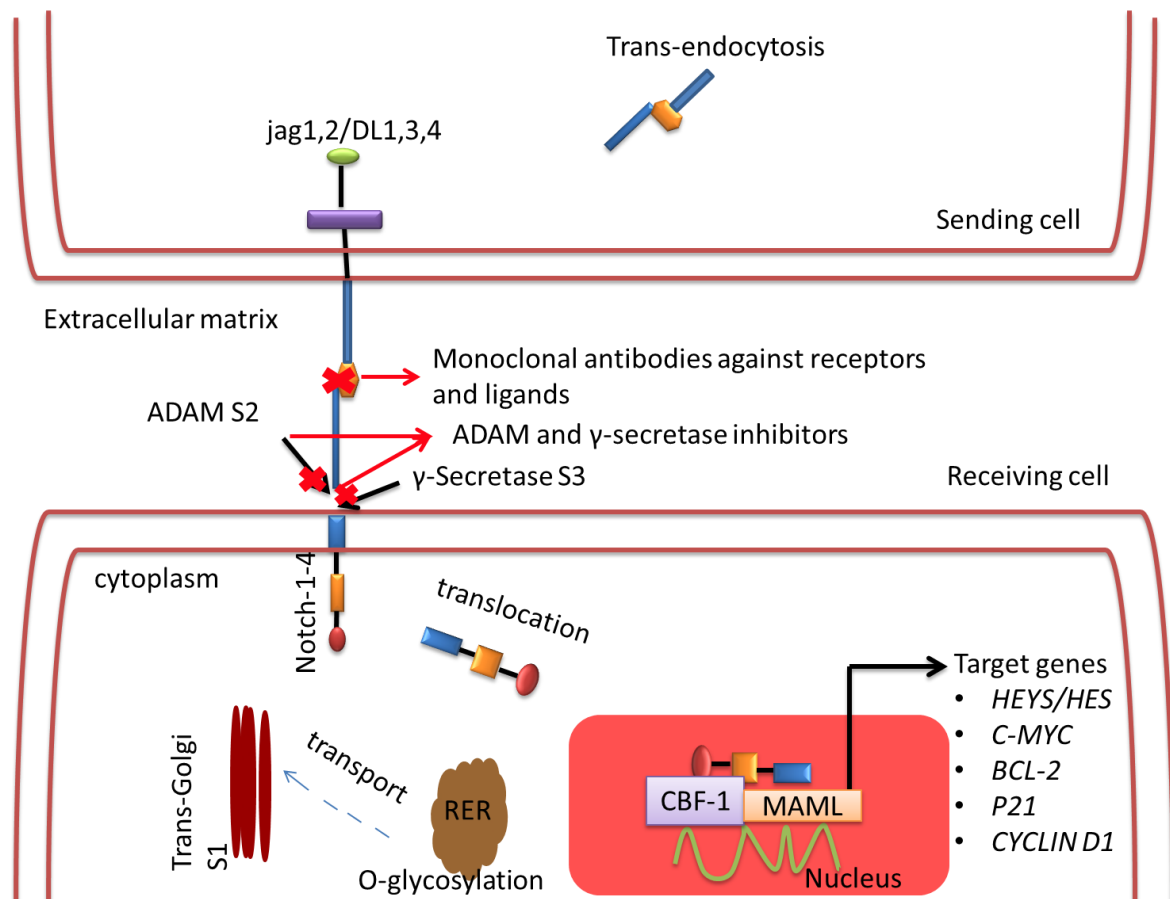 Trans-endocytosis
jag1,2/DL1,3,4
Sending cell
Extracellular matrix
Monoclonal antibodies against receptors
and ligands
ADAM S2
ADAM and γ-secretase inhibitors
γ-Secretase S3
Receiving cell
cytoplasm
Notch-1-4
translocation
Target genes
• HEYS/HES
• C-MYC
• BCL-2
• P21
• CYCLIN D1
Trans-Golgi
S1
transport
RER
O-glycosylation
CBF-1
MAML
Nucleus